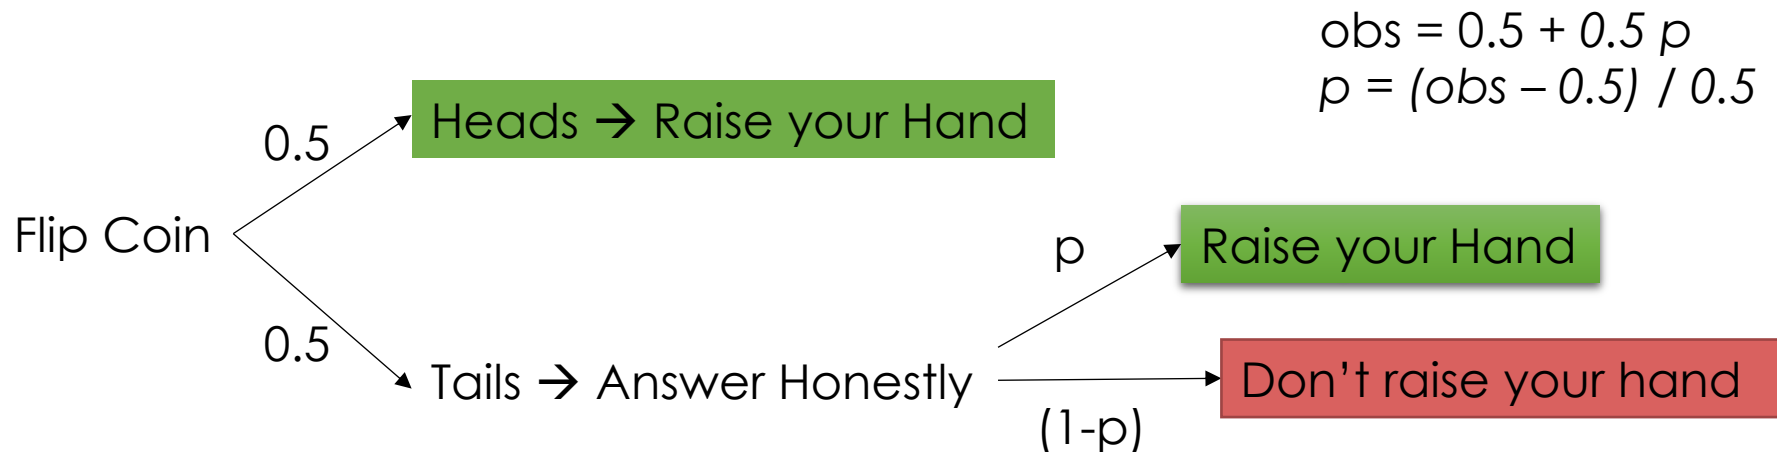 obs = 0.5 + 0.5 p
p = (obs – 0.5) / 0.5
Heads → Raise your Hand
0.5
Flip Coin
p
Raise your Hand
0.5
Tails → Answer Honestly
Don’t raise your hand
(1-p)